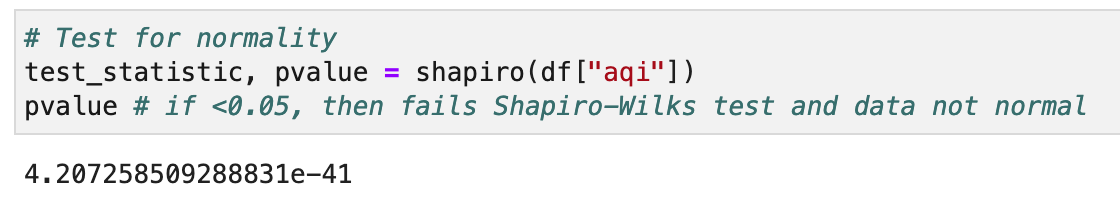 # Test for normality
test_statistic, pvalue = shapiro(df["aqi"])
pvalue # if <0.05, then fails Shapiro-Wilks test and data not normal
4.207258509288831e-41